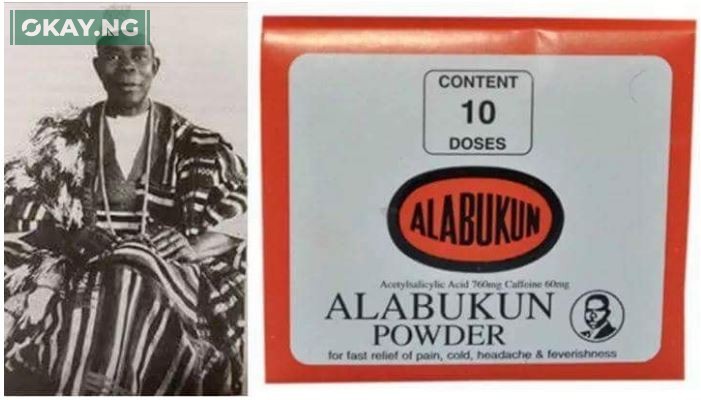 OKAY.NG
CONTENT
10
DOSES
ALABUKUN
Acetylsalicylic Acid 760mg Caffoine 60mg
ALABUKUN
POWDER
for fast relief of pain, cold, headache & feverishness